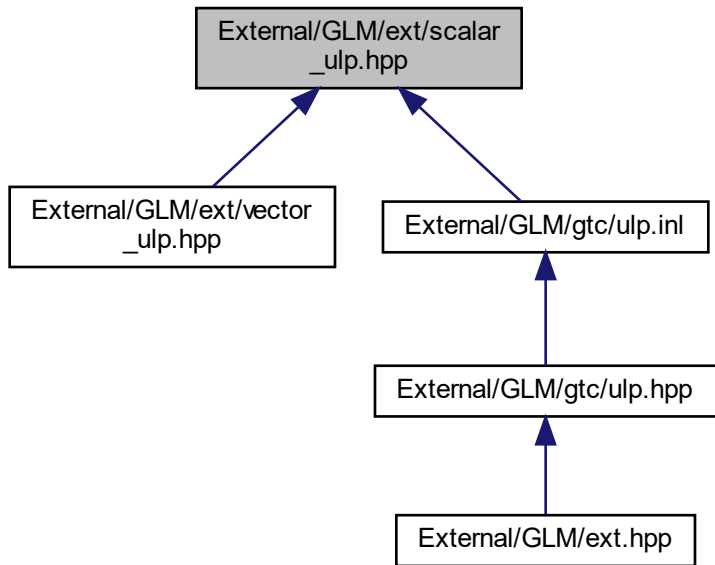 External/GLM/ext/scalar
_ulp.hpp
External/GLM/ext/vector
_ulp.hpp
External/GLM/gtc/ulp.inl
External/GLM/gtc/ulp.hpp
External/GLM/ext.hpp